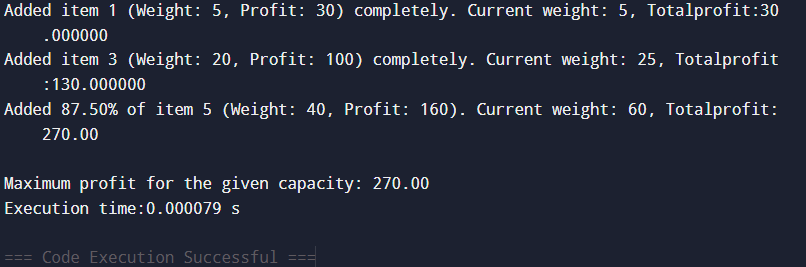 Added item 1 (Weight: 5, Profit: 30) completely. Current weight: 5, Totalprofit:30
.000000
Added item 3 (Weight: 20, Profit: 100) completely. Current weight: 25, Totalprofit
:130.000000
Added 87.50% of item 5 (Weight: 40, Profit: 160). Current weight: 60, Totalprofit:
270.00
Maximum profit for the given capacity: 270.00
Execution time:0.000079 s
=== Code Execution Successful ===